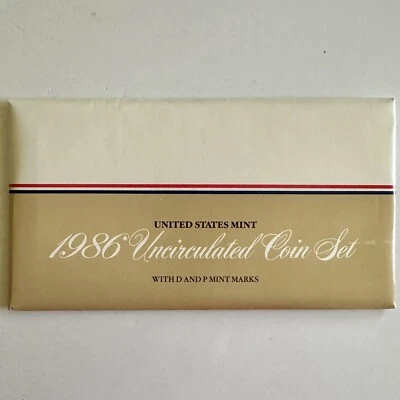 UNITED STATES MINT
1986 Uncirculated Coin Set
WITH D AND P MINT MARKS